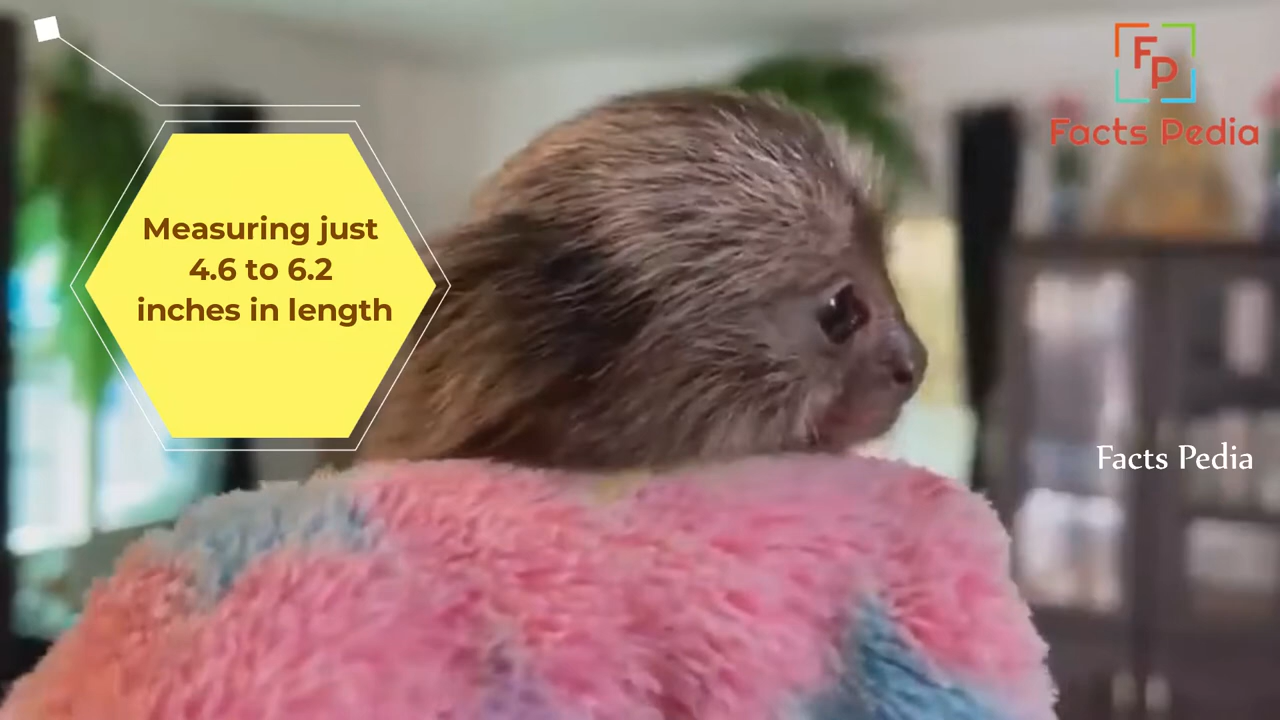 FP
Facts Pedia
Measuring just
4.6 to 6.2
inches in length
Facts Pedia